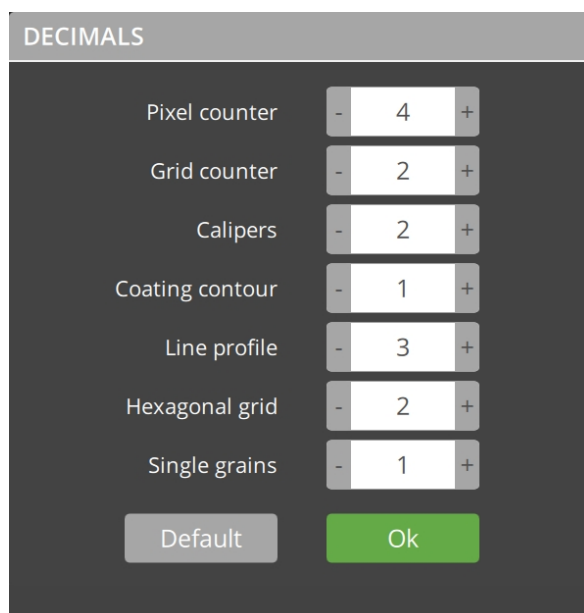 DECIMALS
Pixel counter - 4 +
Grid counter - 2 +
Calipers - 2 +
Coating contour - 1 +
Line profile - 3 +
Hexagonal grid - 2 +
Single grains - 1 +
Default Ok